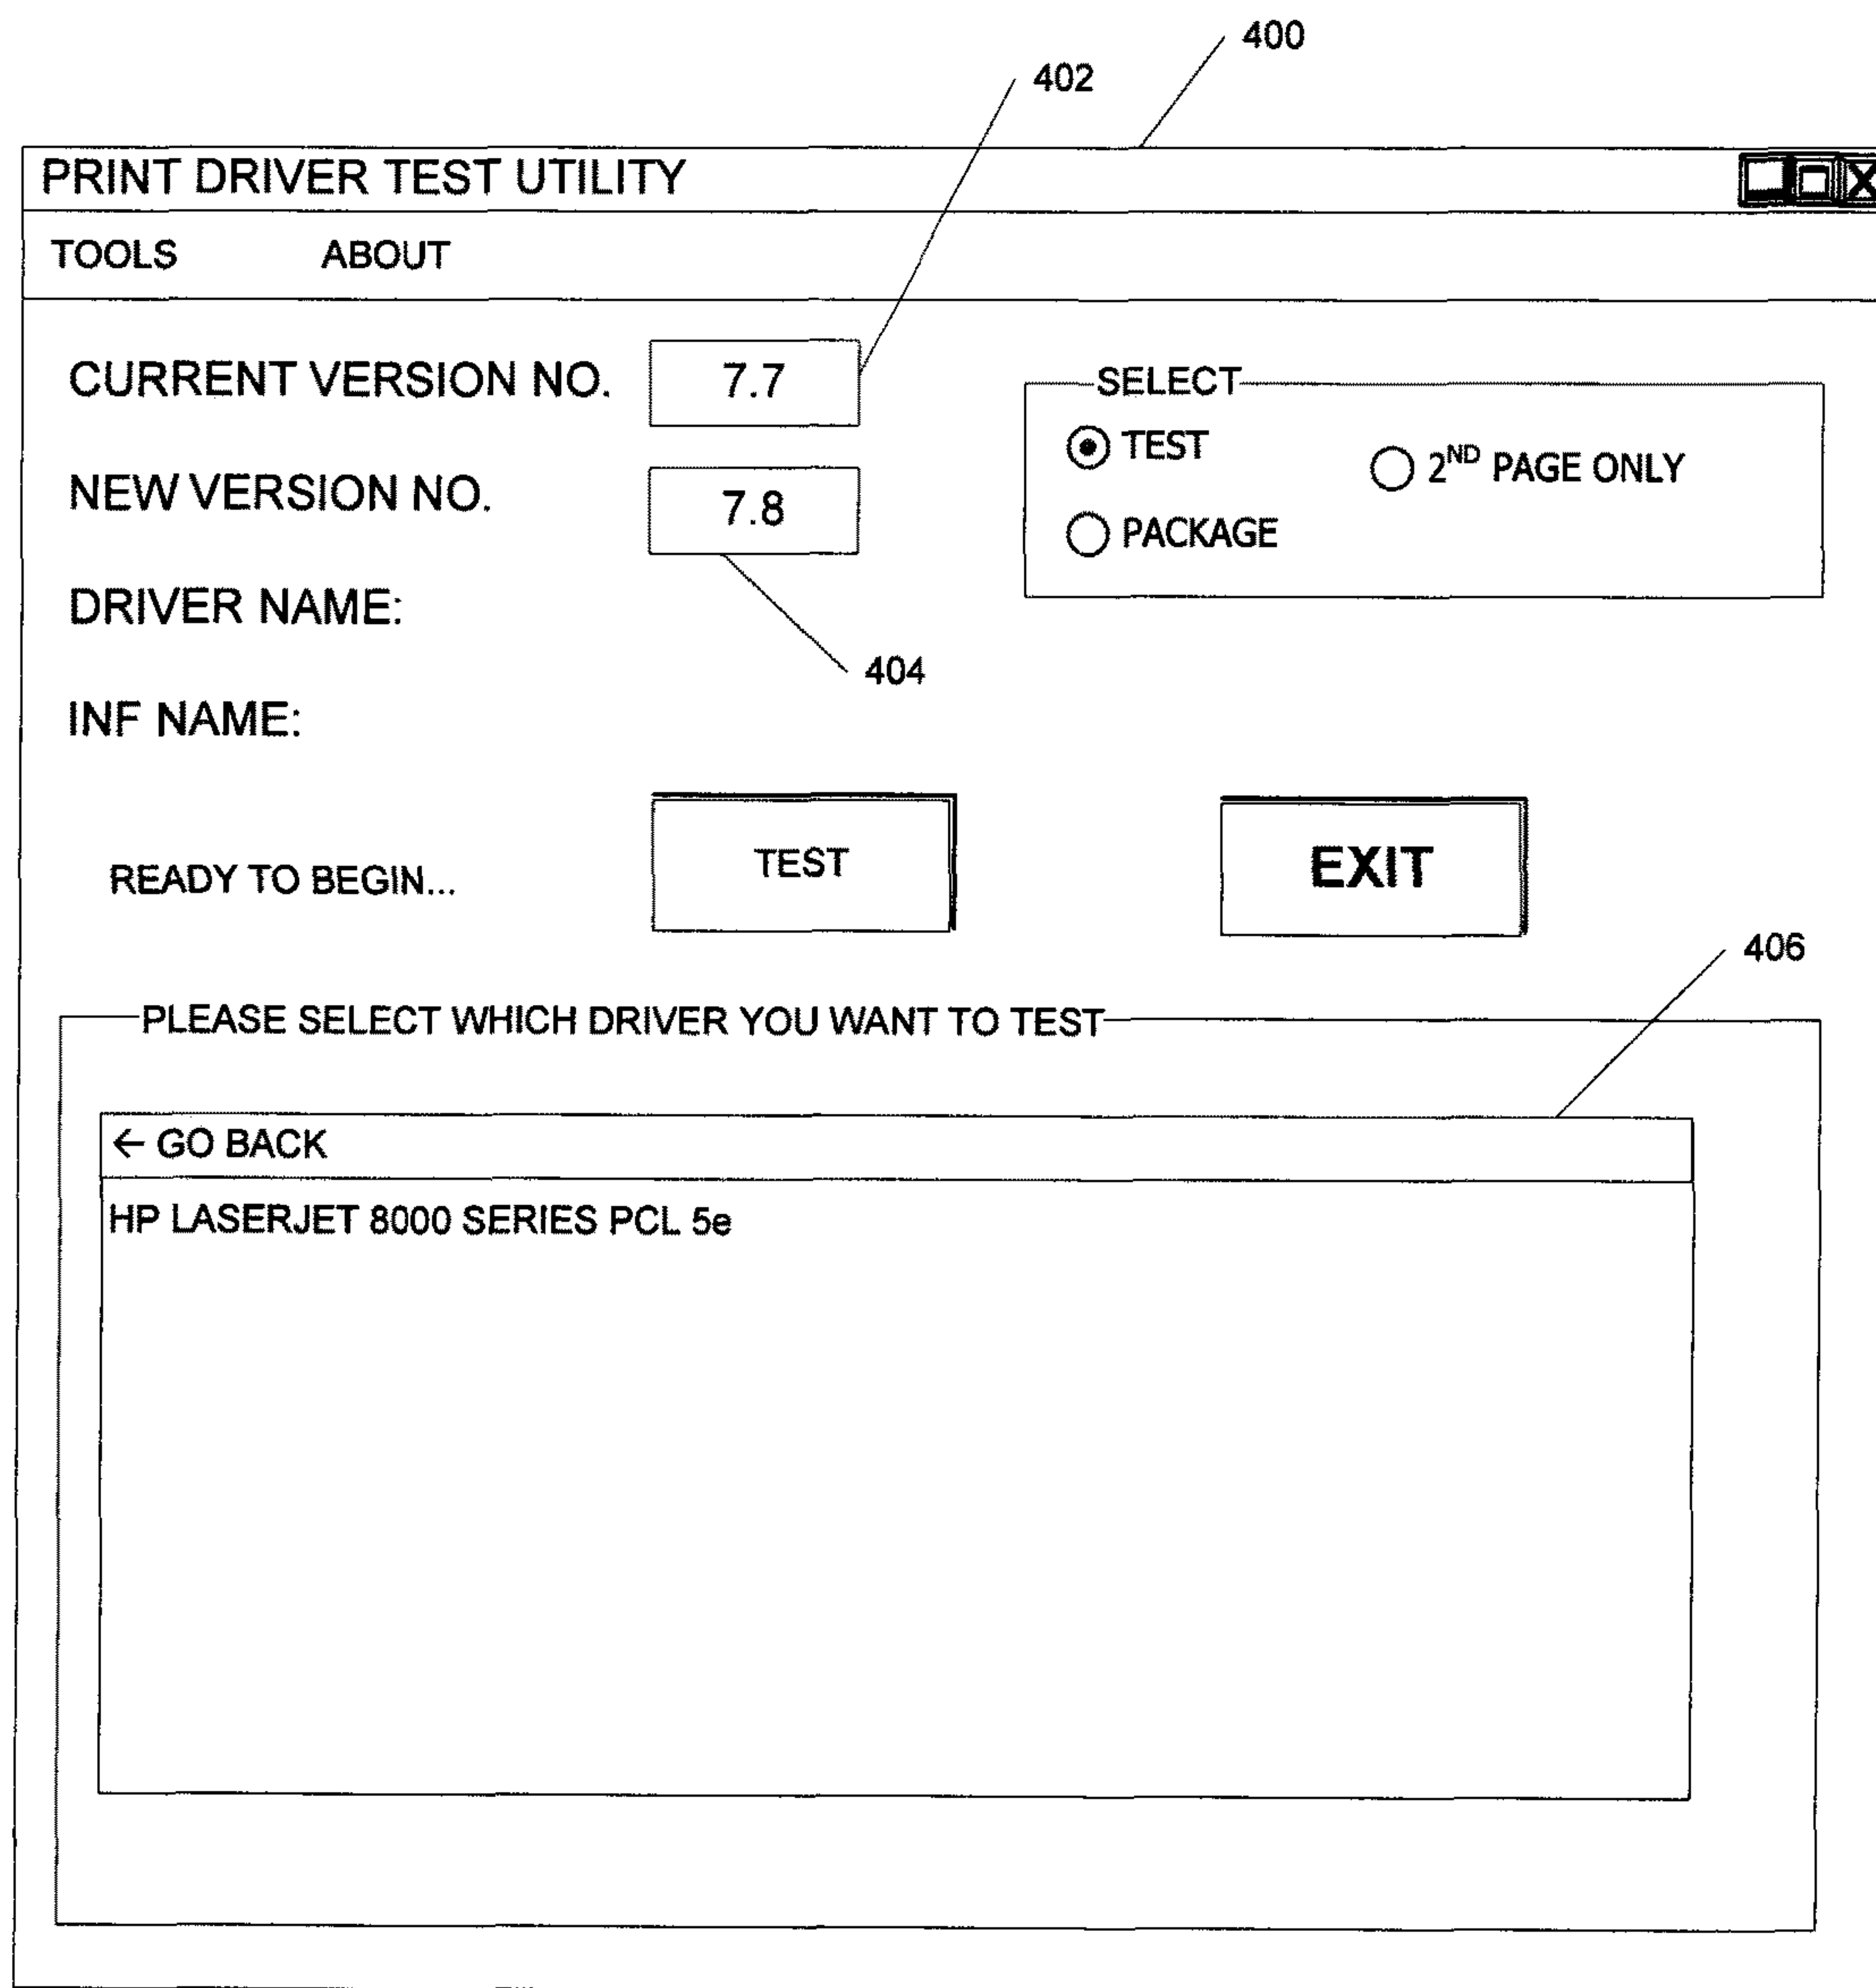 400
402
PRINT DRIVER TEST UTILITY
TOOLS ABOUT
CURRENT VERSION NO. 7.7
SELECT
TEST
2ND PAGE ONLY
NEW VERSION NO. 7.8
PACKAGE
DRIVER NAME:
404
INF NAME:
READY TO BEGIN... TEST EXIT
406
PLEASE SELECT WHICH DRIVER YOU WANT TO TEST
← GO BACK
HP LASERJET 8000 SERIES PCL 5e